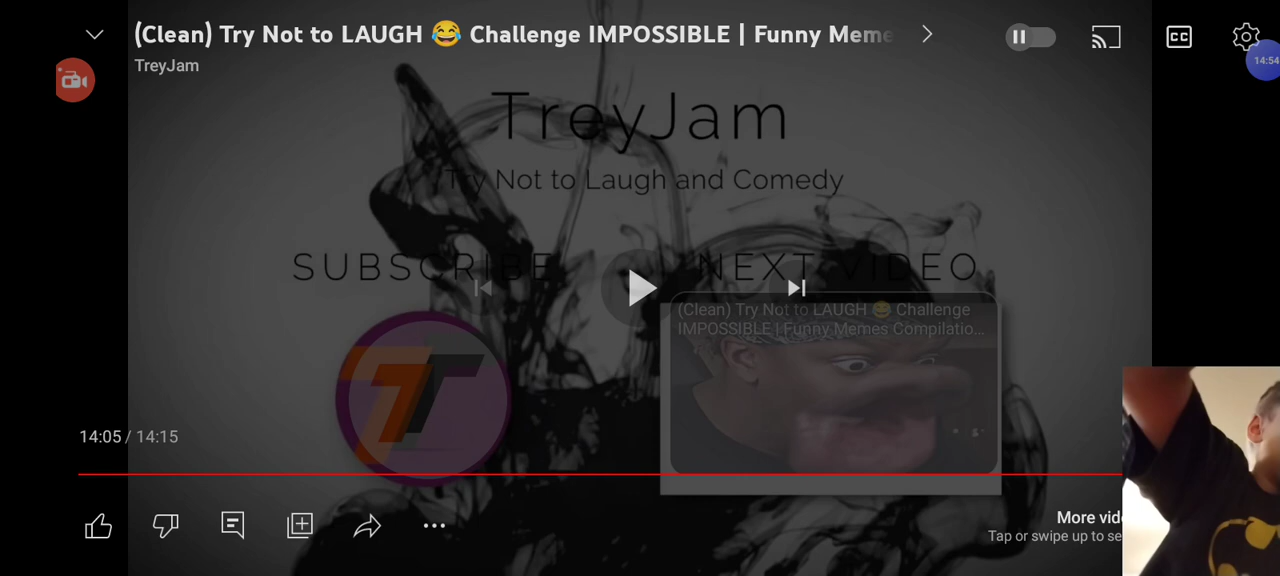 (Clean) Try Not to LAUGH 😂 Challenge IMPOSSIBLE | Funny Meme
TreyJam
CC
14:54
TreyJam
Try Not to Laugh and Comedy
SUBSCRIBE
NEXT VIDEO
(Clean) Try Not to LAUGH 😂 Challenge
IMPOSSIBLE | Funny Memes Compilatio...
14:05 / 14:15
More vid
Tap or swipe up to se